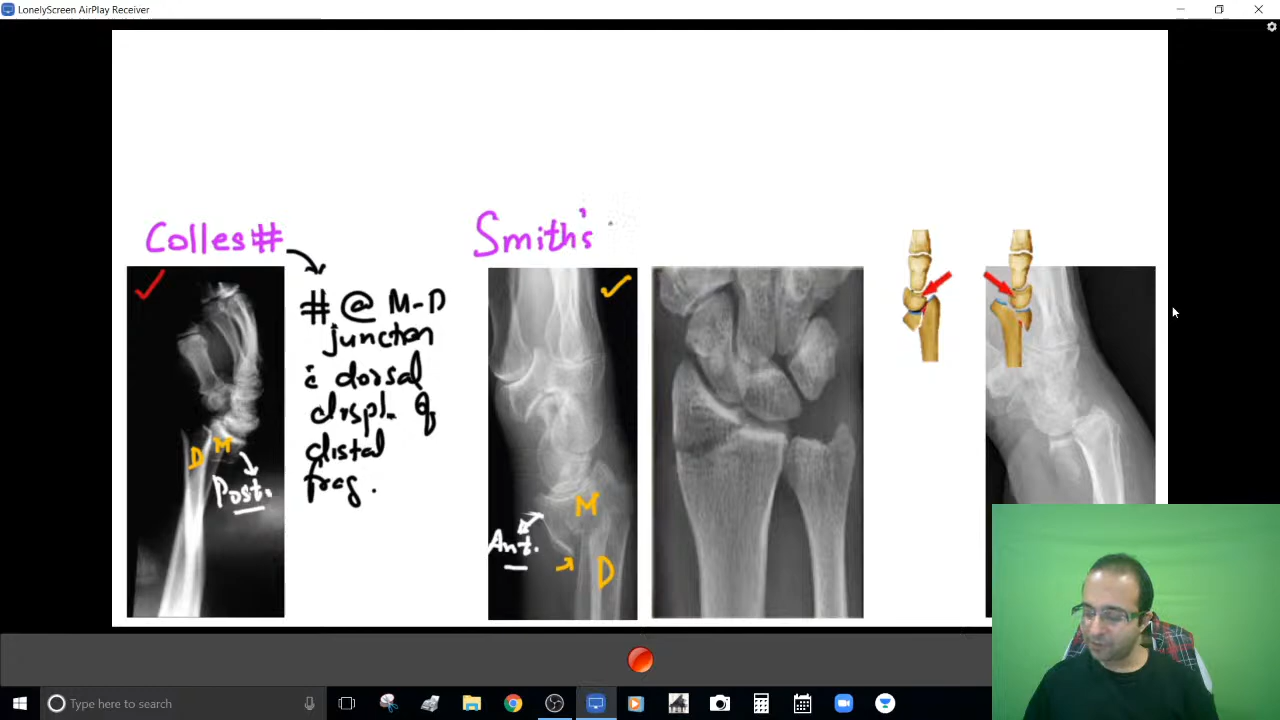 LonelyScreen AirPlay Receiver
Colles#
Smith's
# @ M-D
junction
c̄ dorsal
displ. of
distal
frag.
D
M
Post.
M
Ant.
D
Type here to search